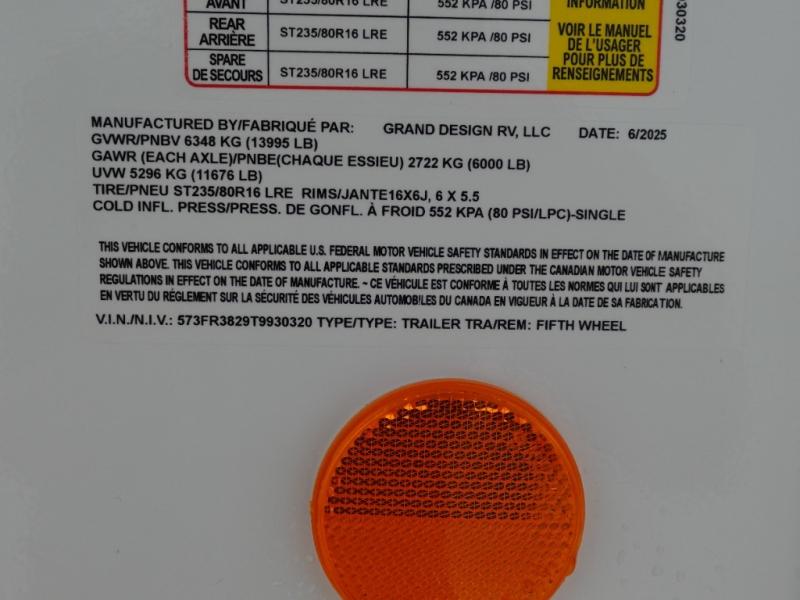 AVANT ST235/80R16 LRE 552 KPA /80 PSI
INFORMATION
REAR
ARRIÈRE ST235/80R16 LRE 552 KPA /80 PSI
SPARE
DE SECOURS ST235/80R16 LRE 552 KPA /80 PSI
VOIR LE MANUEL
DE L'USAGER
POUR PLUS DE
RENSEIGNEMENTS
30320
MANUFACTURED BY/FABRIQUÉ PAR: GRAND DESIGN RV, LLC DATE: 6/2025
GVWR/PNBV 6348 KG (13995 LB)
GAWR (EACH AXLE)/PNBE(CHAQUE ESSIEU) 2722 KG (6000 LB)
UVW 5296 KG (11676 LB)
TIRE/PNEU ST235/80R16 LRE RIMS/JANTE16X6J, 6 X 5.5
COLD INFL. PRESS/PRESS. DE GONFL. À FROID 552 KPA (80 PSI/LPC)-SINGLE
THIS VEHICLE CONFORMS TO ALL APPLICABLE U.S. FEDERAL MOTOR VEHICLE SAFETY STANDARDS IN EFFECT ON THE DATE OF MANUFACTURE
SHOWN ABOVE. THIS VEHICLE CONFORMS TO ALL APPLICABLE STANDARDS PRESCRIBED UNDER THE CANADIAN MOTOR VEHICLE SAFETY
REGULATIONS IN EFFECT ON THE DATE OF MANUFACTURE. ~ CE VÉHICULE EST CONFORME À TOUTES LES NORMES QUI LUI SONT APPLICABLES
EN VERTU DU RÉGLEMENT SUR LA SÉCURITÉ DES VÉHICULES AUTOMOBILES DU CANADA EN VIGUEUR À LA DATE DE SA FABRICATION.
V.I.N./N.I.V.: 573FR3829T9930320 TYPE/TYPE: TRAILER TRA/REM: FIFTH WHEEL